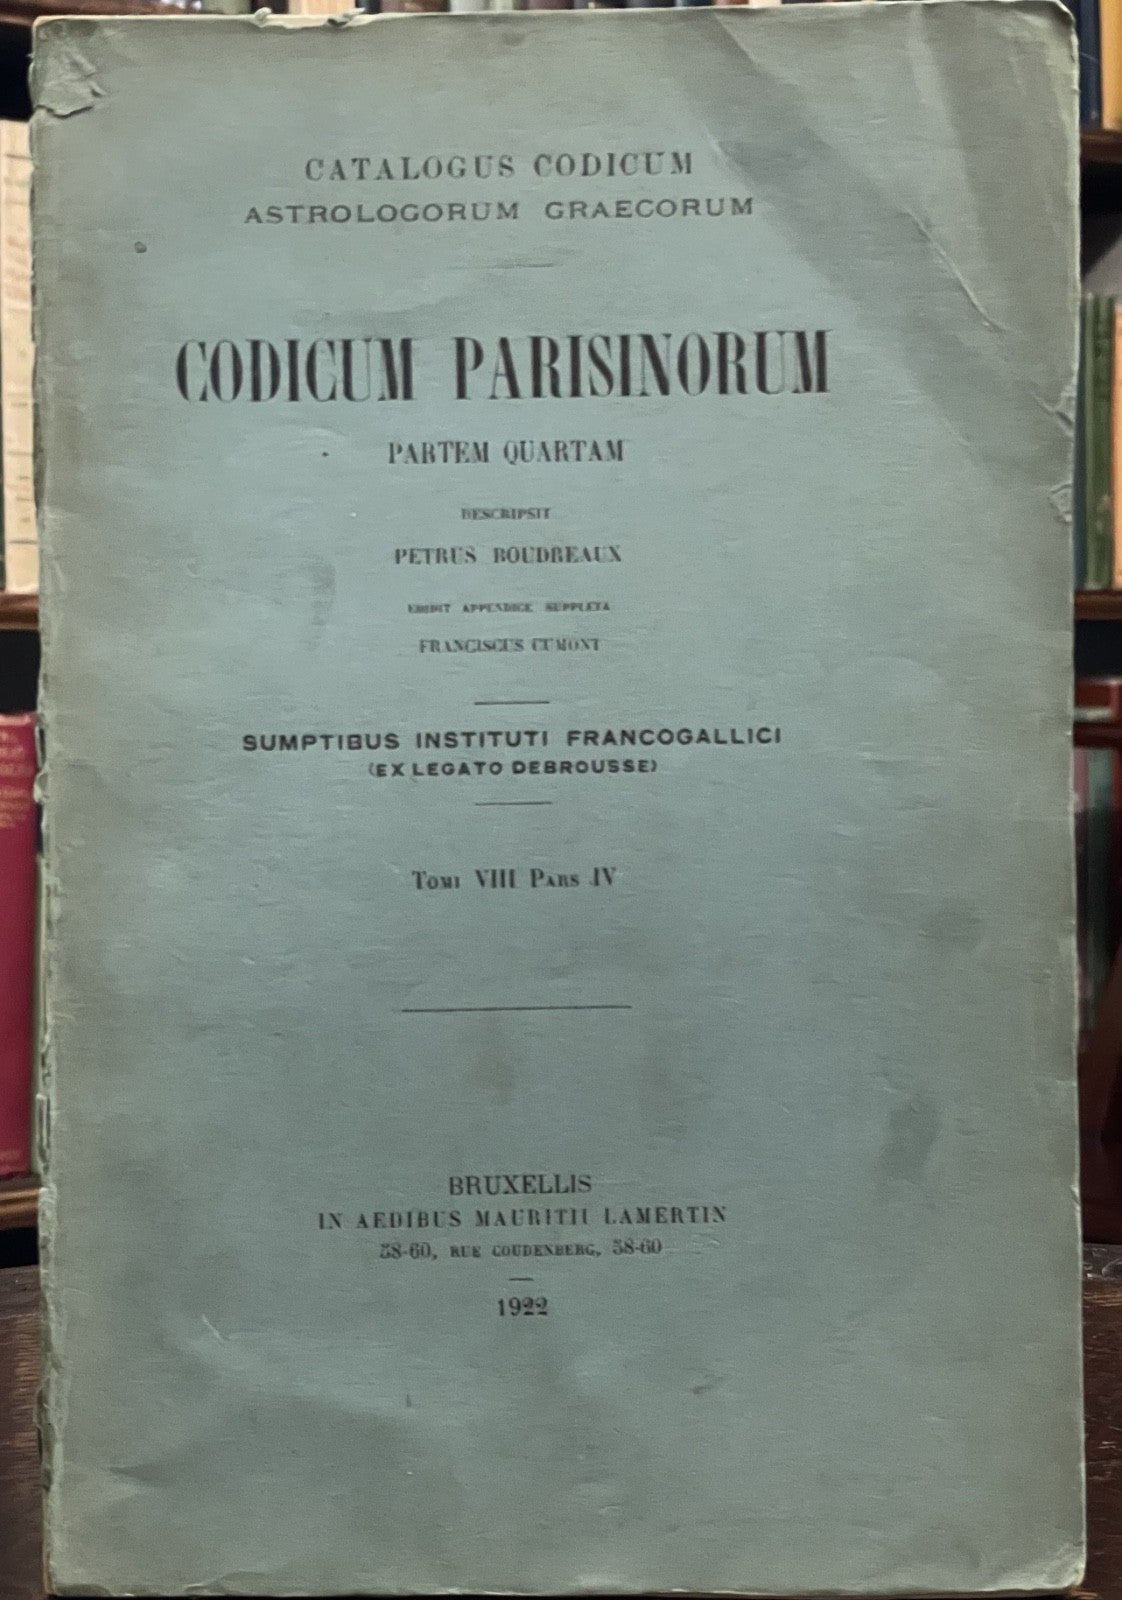 CATALOGUS CODICUM
ASTROLOGORUM GRAECORUM
CODICUM PARISINORUM
PARTEM QUARTAM
DESCRIPSIT
PETRUS BOUDREAUX
EDIDIT APPENDICE SUPPLETA
FRANCISCUS CUMONT
SUMPTIBUS INSTITUTI FRANCOGALLICI
(EX LEGATO DEBROUSSE)
TOMI VIII PARS IV
BRUXELLIS
IN AEDIBUS MAURITII LAMERTIN
58-60, RUE COUDENBERG, 58-60
1922